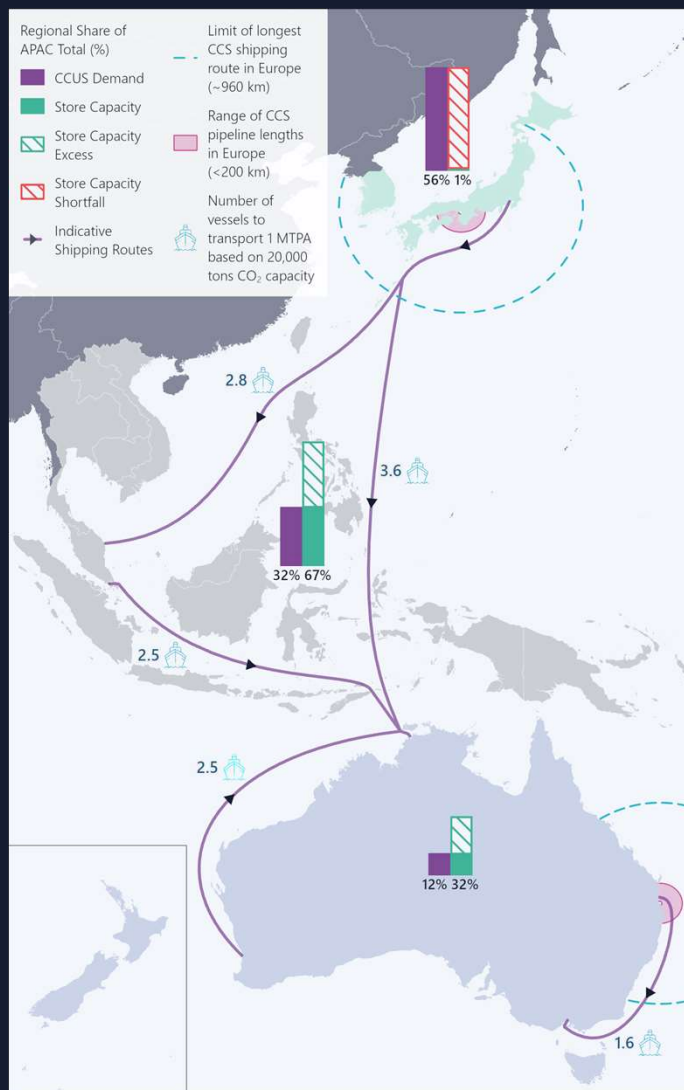 Regional Share of
APAC Total (%)
CCUS Demand
Store Capacity
Store Capacity
Excess
Store Capacity
Shortfall
Indicative
Shipping Routes
Limit of longest
CCS shipping
route in Europe
(~960 km)
Range of CCS
pipeline lengths
in Europe
(<200 km)
Number of
vessels to
transport 1 MTPA
based on 20,000
tons CO₂ capacity
56% 1%
2.8
3.6
32% 67%
2.5
2.5
12% 32%
1.6